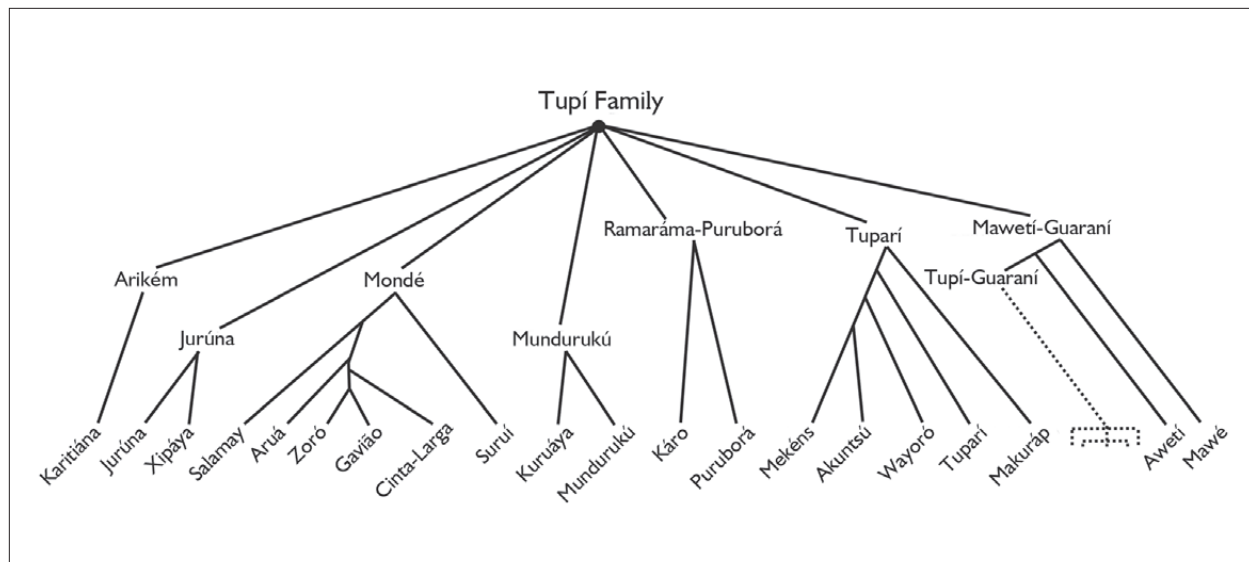 Tupí Family
Ramaráma-Puruborá
Tuparí
Mawetí-Guaraní
Arikém
Mondé
Tupí-Guaraní
Jurúna
Mundurukú
Karitiána
Jurúna
Xipáya
Salamay
Aruá
Zoró
Gavião
Cinta-Larga
Suruí
Kuruáya
Mundurukú
Káro
Puruborá
Mekéns
Akuntsú
Wayoró
Tuparí
Makuráp
Awetí
Mawé